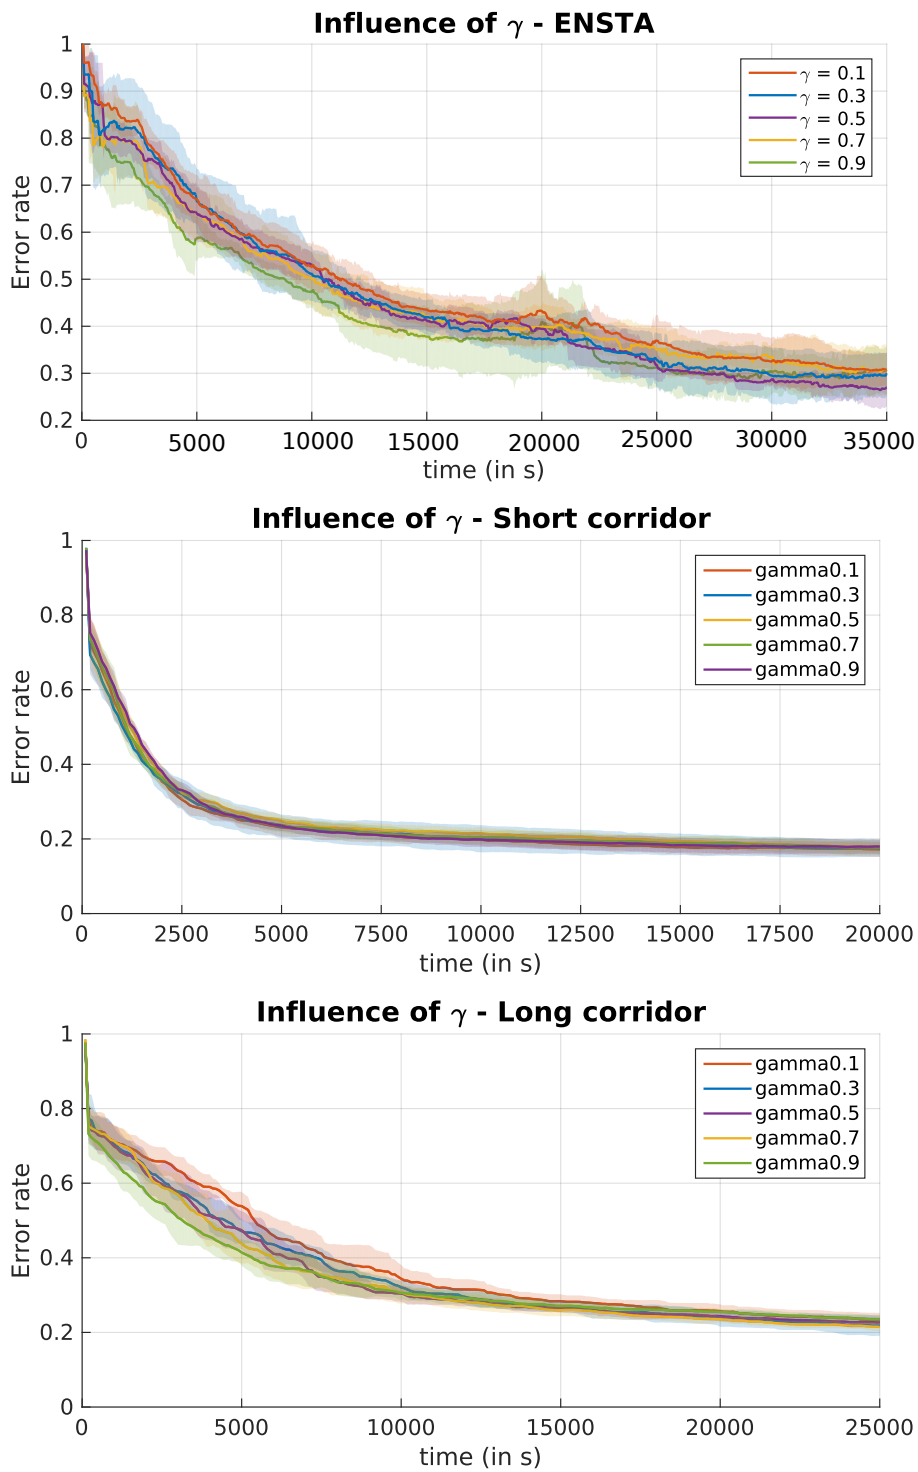 Influence of γ - ENSTA
1
0.9
0.8
0.7
0.6
0.5
0.4
0.3
0.2
Error rate
γ = 0.1
γ = 0.3
γ = 0.5
γ = 0.7
γ = 0.9
0 5000 10000 15000 20000 25000 30000 35000
time (in s)
Influence of γ - Short corridor
1
0.8
0.6
0.4
0.2
0
Error rate
gamma0.1
gamma0.3
gamma0.5
gamma0.7
gamma0.9
0 2500 5000 7500 10000 12500 15000 17500 20000
time (in s)
Influence of γ - Long corridor
1
0.8
0.6
0.4
0.2
0
Error rate
gamma0.1
gamma0.3
gamma0.5
gamma0.7
gamma0.9
0 5000 10000 15000 20000 25000
time (in s)